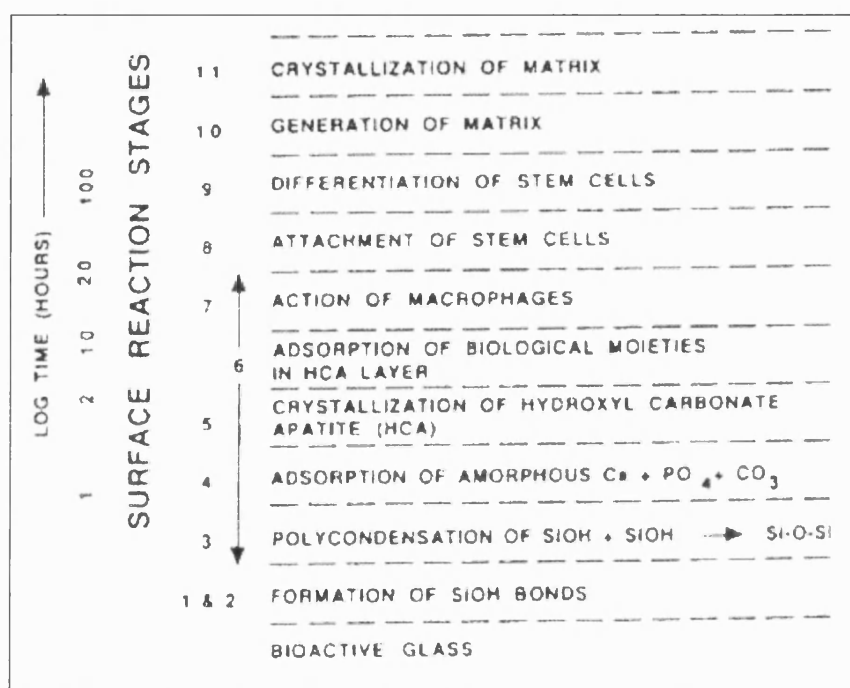 11 CRYSTALLIZATION OF MATRIX
10 GENERATION OF MATRIX
9 DIFFERENTIATION OF STEM CELLS
8 ATTACHMENT OF STEM CELLS
7 ACTION OF MACROPHAGES
6 ADSORPTION OF BIOLOGICAL MOIETIES
IN HCA LAYER
5 CRYSTALLIZATION OF HYDROXYL CARBONATE
APATITE (HCA)
4 ADSORPTION OF AMORPHOUS Ca + PO4 + CO3
3 POLYCONDENSATION OF SiOH + SiOH → Si-O-Si
1 & 2 FORMATION OF SiOH BONDS
BIOACTIVE GLASS
SURFACE REACTION STAGES
1 2 10 20 100
LOG TIME (HOURS)